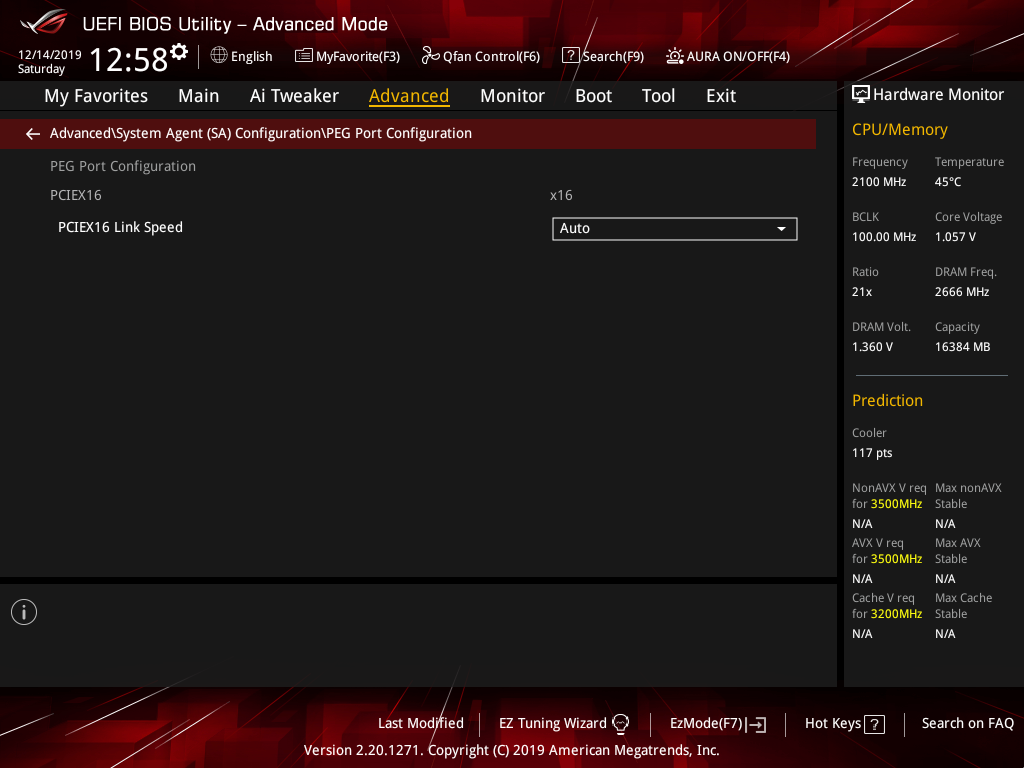 UEFI BIOS Utility – Advanced Mode
12/14/2019
Saturday
12:58
English
MyFavorite(F3)
Qfan Control(F6)
? Search(F9)
AURA ON/OFF(F4)
My Favorites
Main
Ai Tweaker
Advanced
Monitor
Boot
Tool
Exit
Advanced\System Agent (SA) Configuration\PEG Port Configuration
PEG Port Configuration
PCIEX16 x16
PCIEX16 Link Speed Auto
Hardware Monitor
CPU/Memory
Frequency Temperature
2100 MHz 45°C
BCLK Core Voltage
100.00 MHz 1.057 V
Ratio DRAM Freq.
21x 2666 MHz
DRAM Volt. Capacity
1.360 V 16384 MB
Prediction
Cooler
117 pts
NonAVX V req Max nonAVX
for 3500MHz Stable
N/A N/A
AVX V req Max AVX
for 3500MHz Stable
N/A N/A
Cache V req Max Cache
for 3200MHz Stable
N/A N/A
i
Last Modified
EZ Tuning Wizard
EzMode(F7)
Hot Keys ?
Search on FAQ
Version 2.20.1271. Copyright (C) 2019 American Megatrends, Inc.